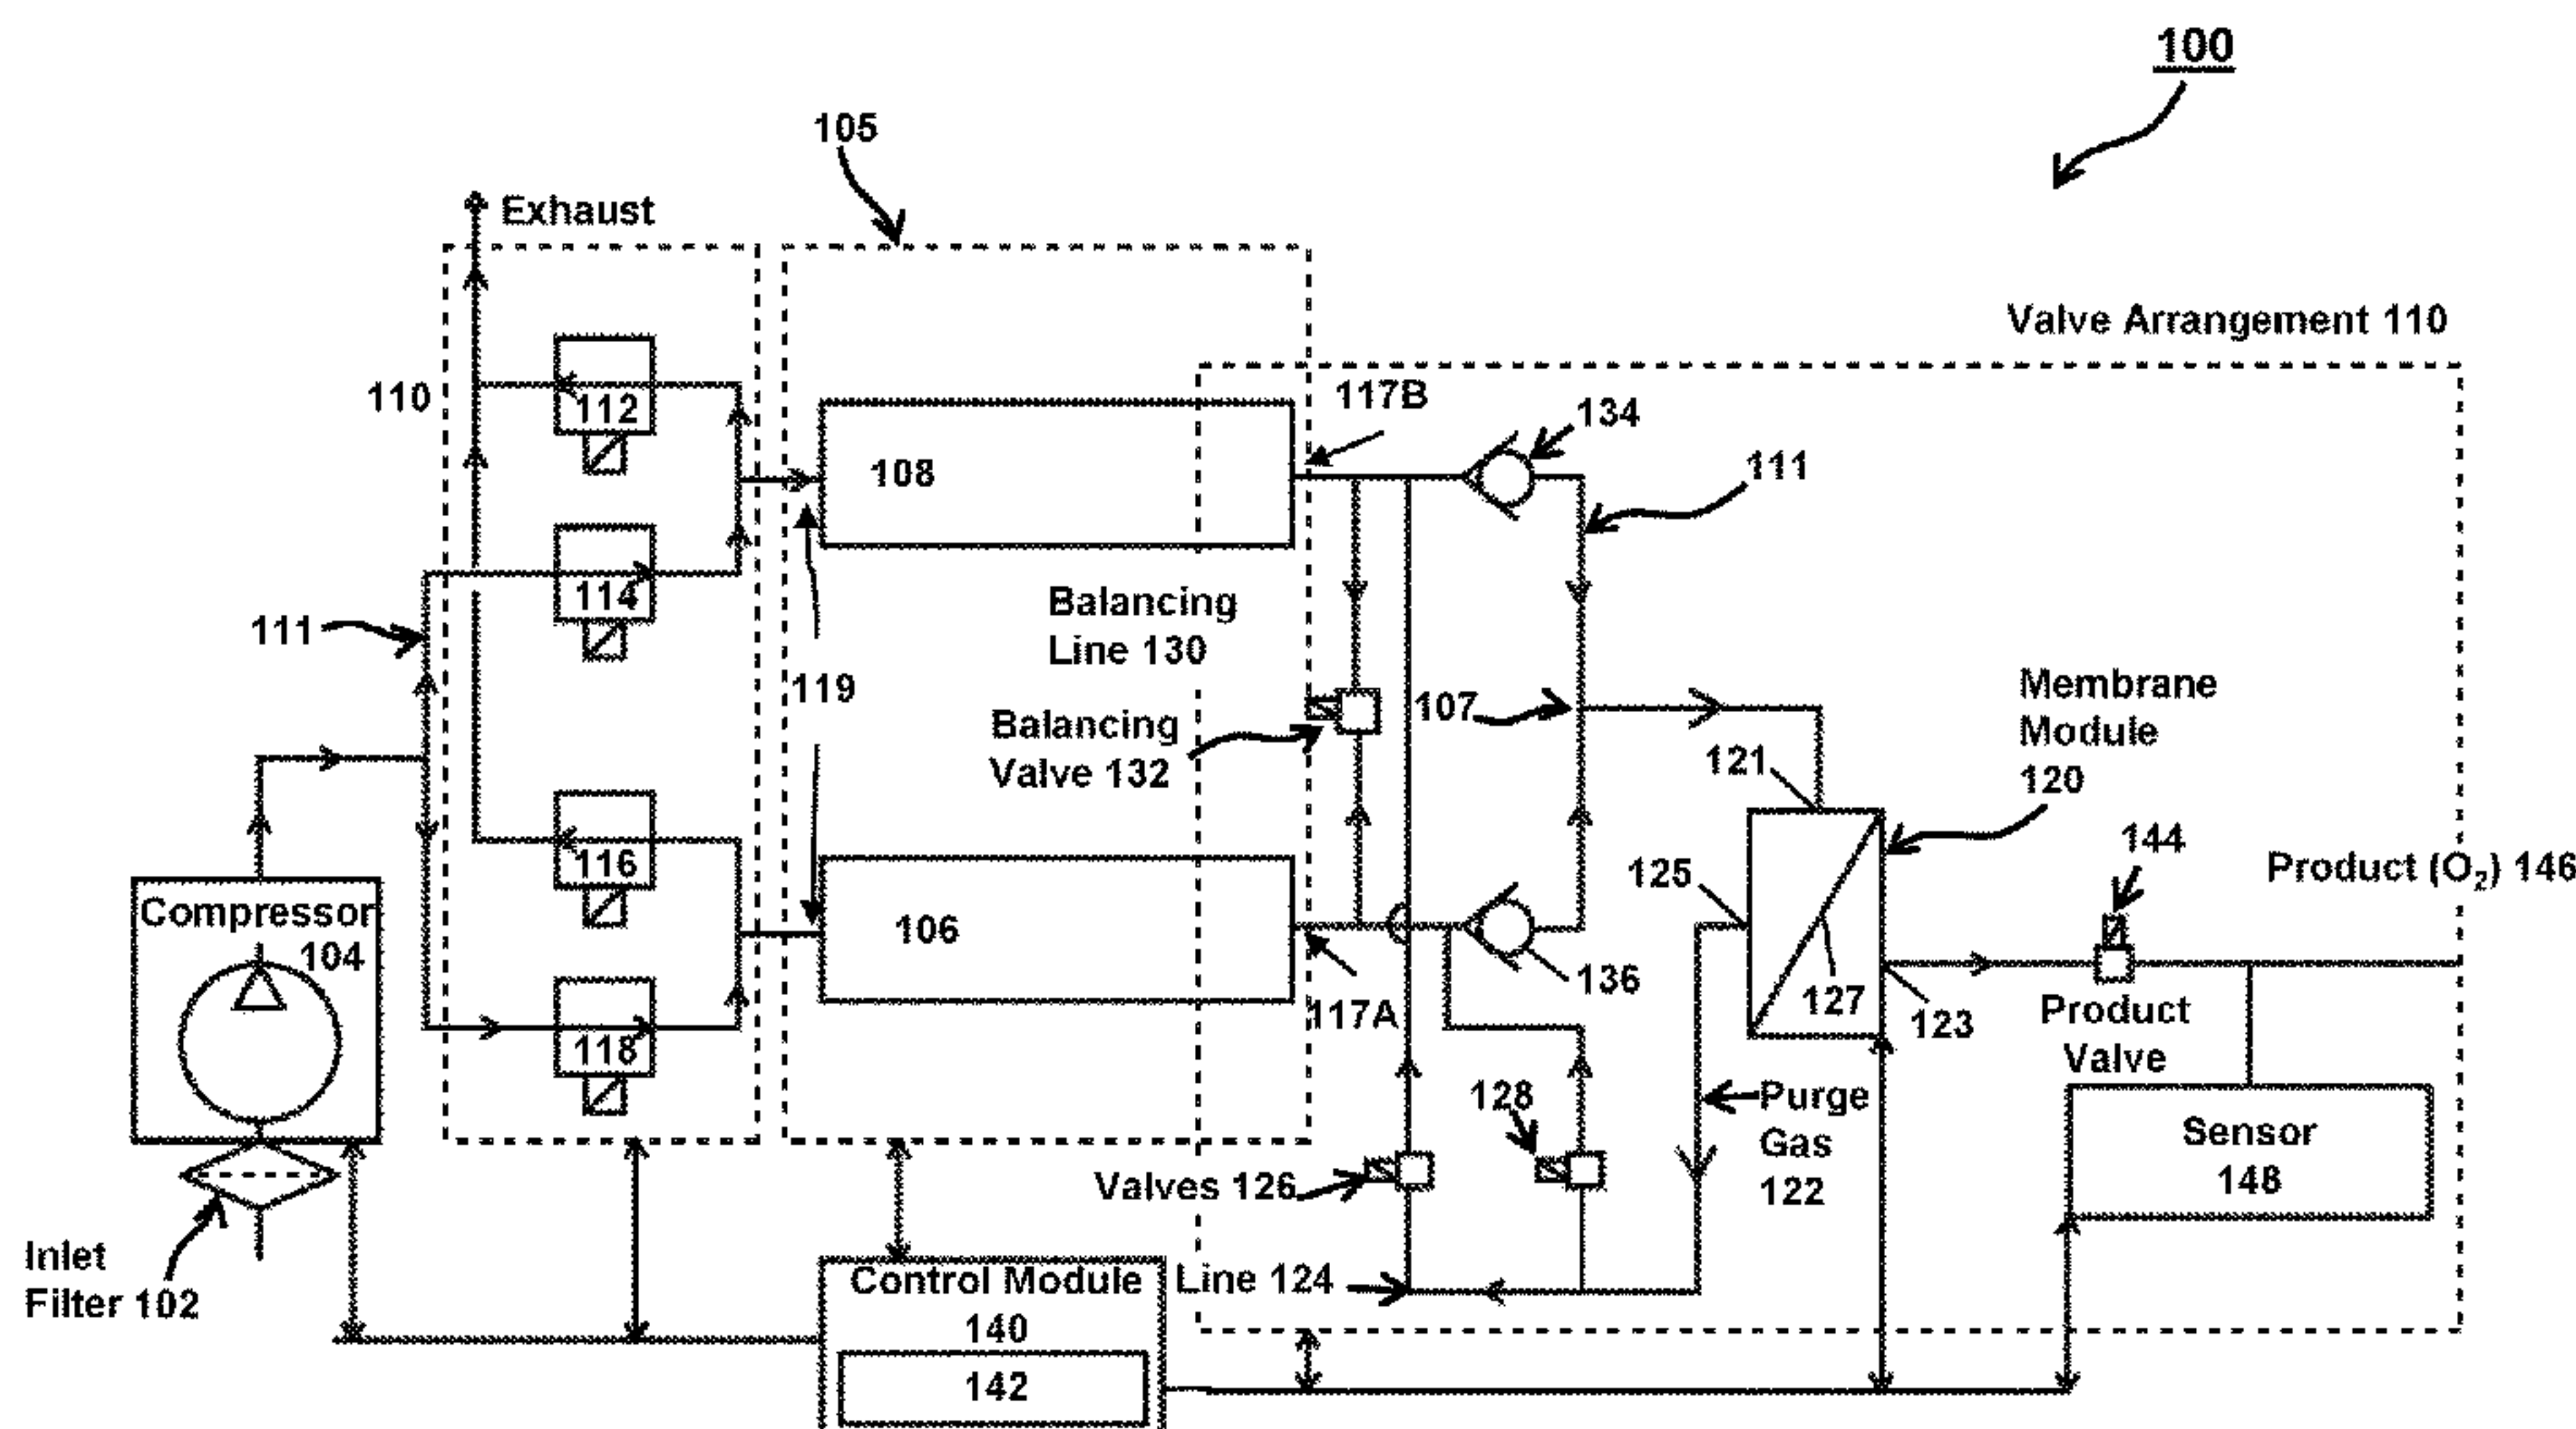 100
105
Exhaust
Valve Arrangement 110
110
112
117B
134
108
111
114
Balancing
Line 130
111
119
Membrane
Module
120
107
Balancing
Valve 132
121
144
116
125
Product (O2) 146
Compressor
104
106
136
127
123
117A
Product
Valve
118
128
Purge
Gas
122
Sensor
148
Valves 126
Inlet
Filter 102
Control Module
140
142
Line 124